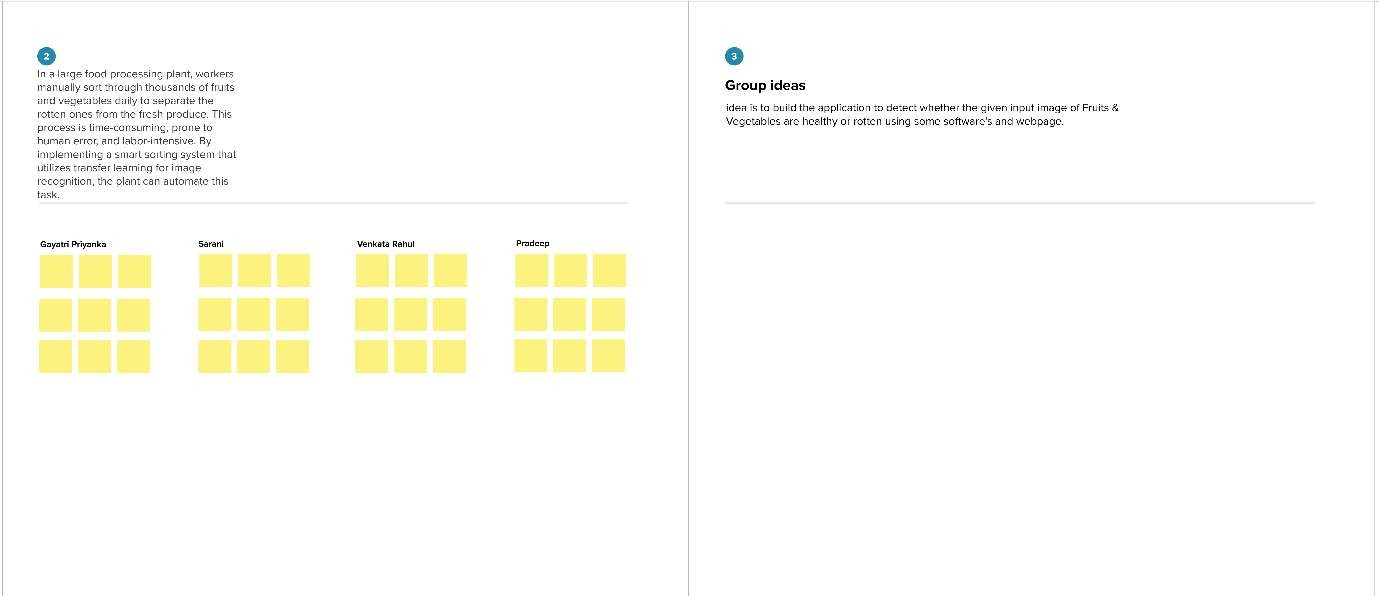 2
In a large food processing plant, workers
manually sort through thousands of fruits
and vegetables daily to separate the
rotten ones from the fresh produce. This
process is time-consuming, prone to
human error, and labor-intensive. By
implementing a smart sorting system that
utilizes transfer learning for image
recognition, the plant can automate this
task.
Gayatri Priyanka
Sarani
Venkata Rahul
Pradeep
3
Group ideas
idea is to build the application to detect whether the given input image of Fruits &
Vegetables are healthy or rotten using some software's and webpage.